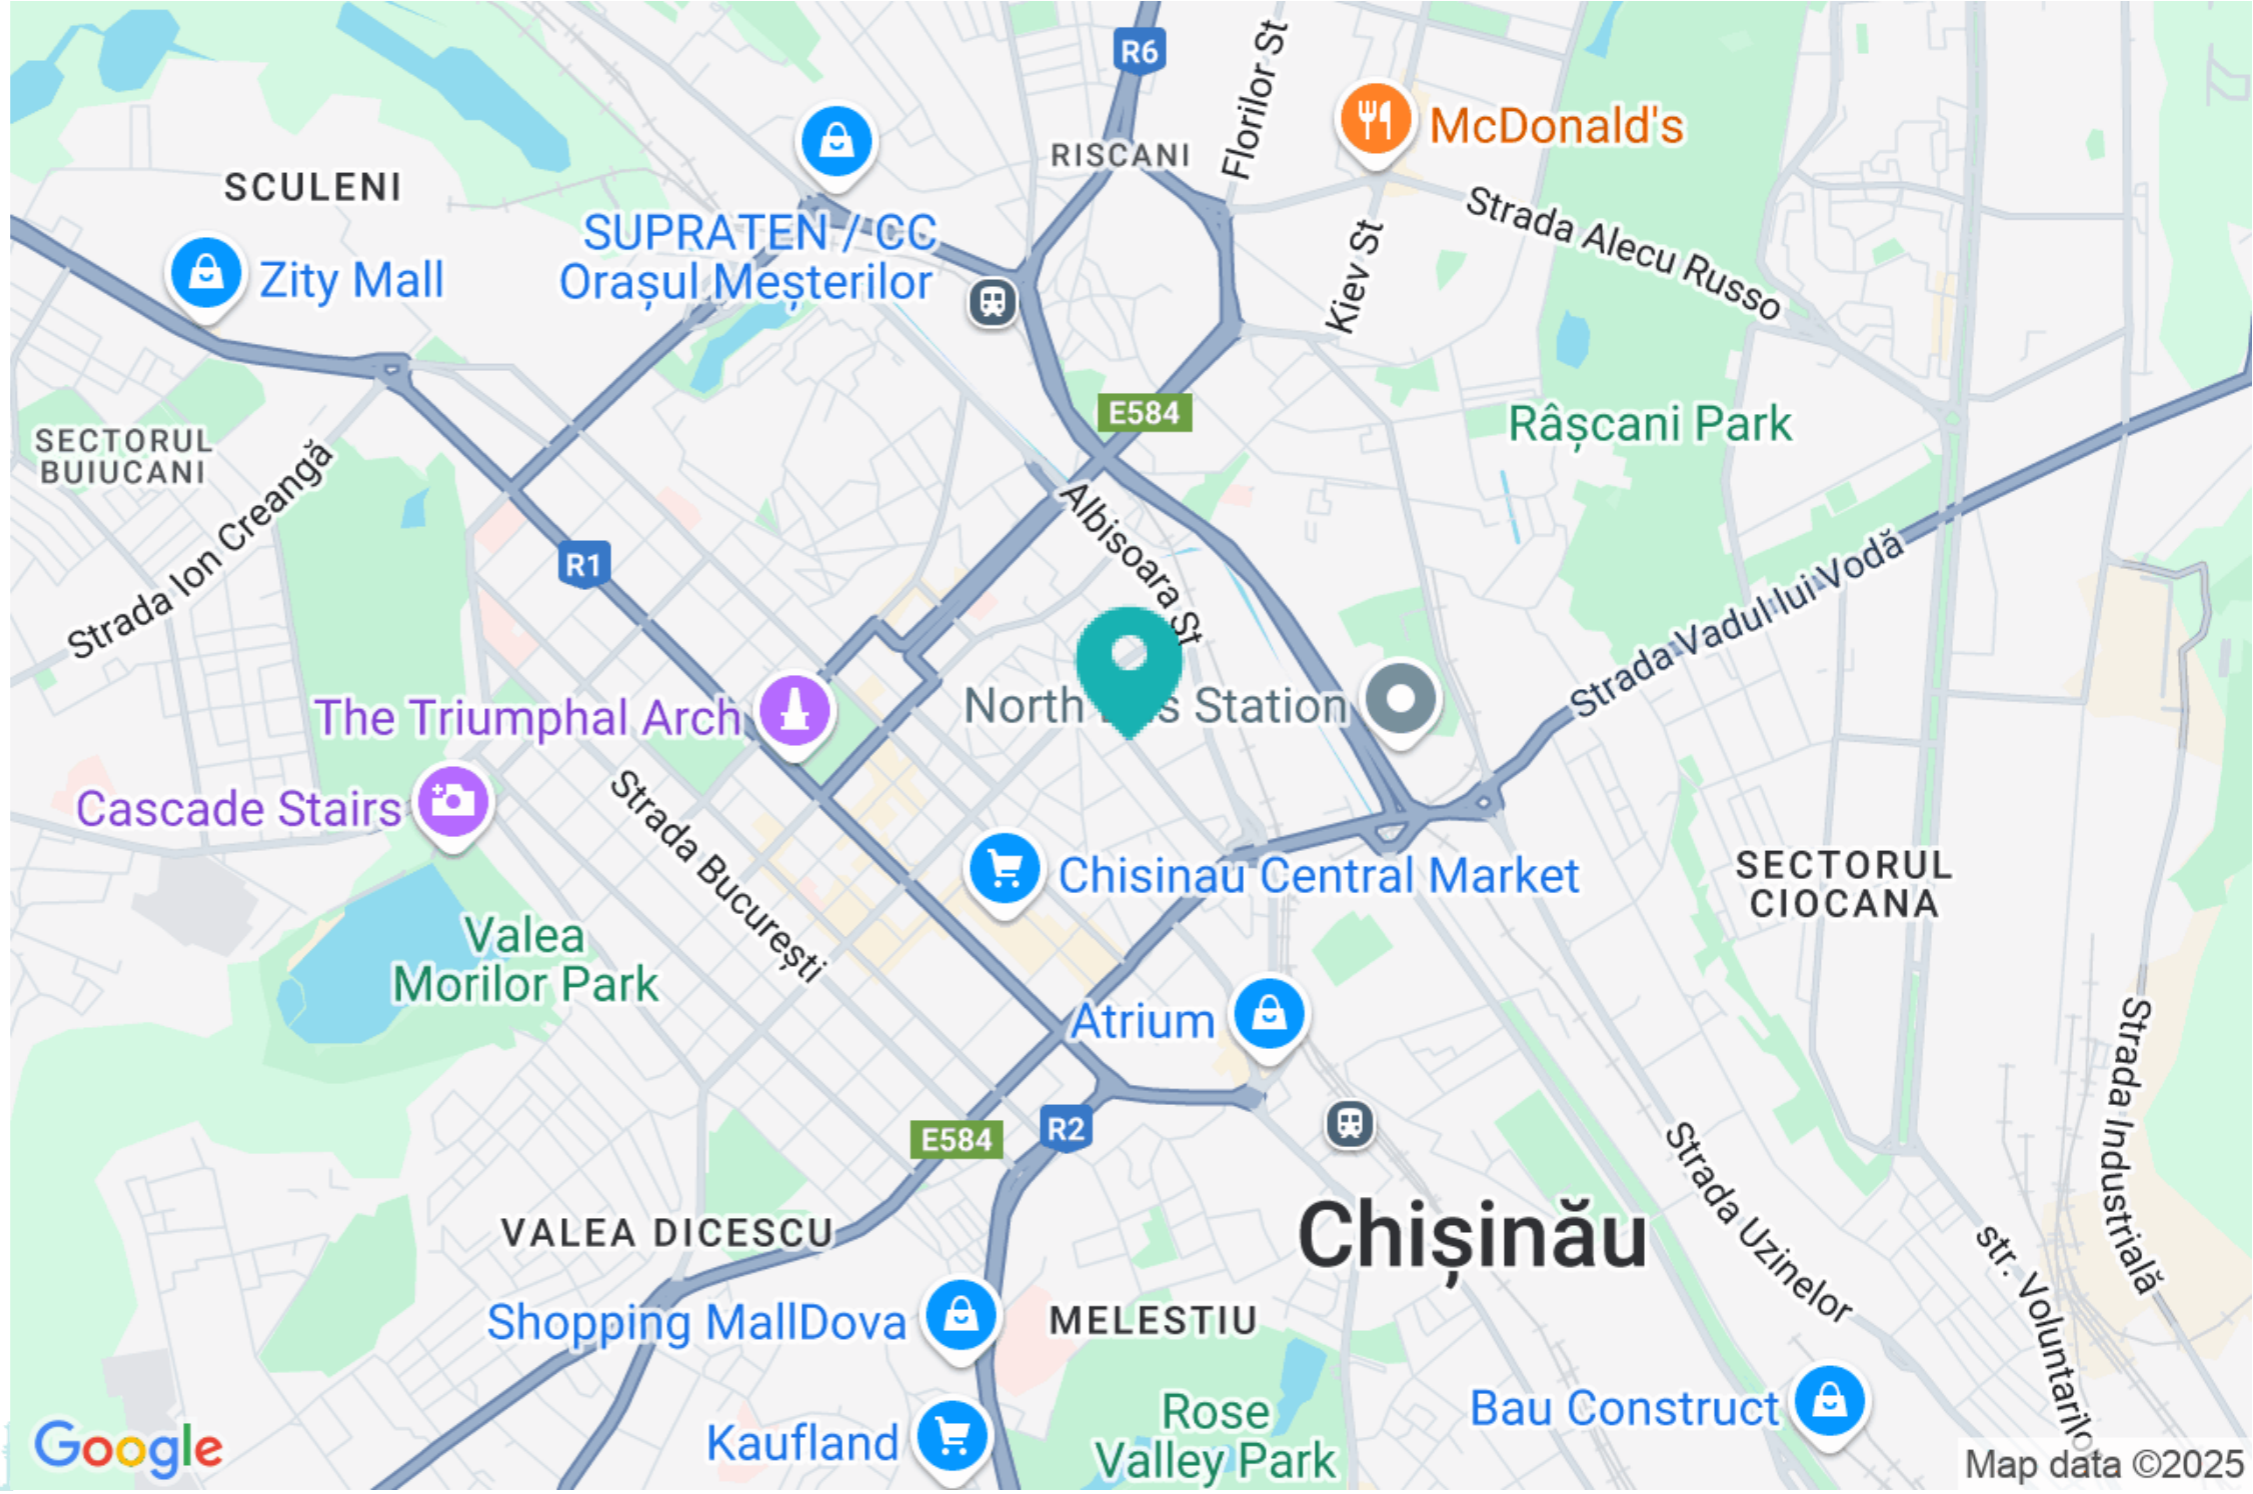 R6
Florilor St
McDonald's
RISCANI
SCULENI
Strada Alecu Russo
SUPRATEN / CC
Orașul Meșterilor
Zity Mall
Kiev St
E584
Râșcani Park
SECTORUL
BUIUCANI
Strada Ion Creangă
Albisoara St
R1
Strada Vadul lui Vodă
The Triumphal Arch
North Station
Cascade Stairs
Strada București
Chisinau Central Market
SECTORUL
CIOCANA
Valea
Morilor Park
Atrium
Strada Industrială
E584
R2
Strada Uzinelor
VALEA DICESCU
Chișinău
str. Voluntarilor
Shopping MallDova
MELESTIU
Rose
Valley Park
Bau Construct
Kaufland
Google
Map data ©2025